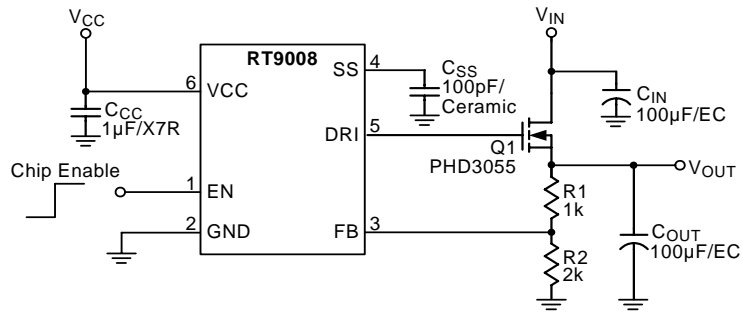 VCC
VIN
RT9008
6 VCC
CCC
1µF/X7R
SS 4
CSS
100pF/
Ceramic
CIN
100µF/EC
DRI 5
Q1
PHD3055
VOUT
Chip Enable
1 EN
R1
1k
2 GND
FB 3
COUT
100µF/EC
R2
2k